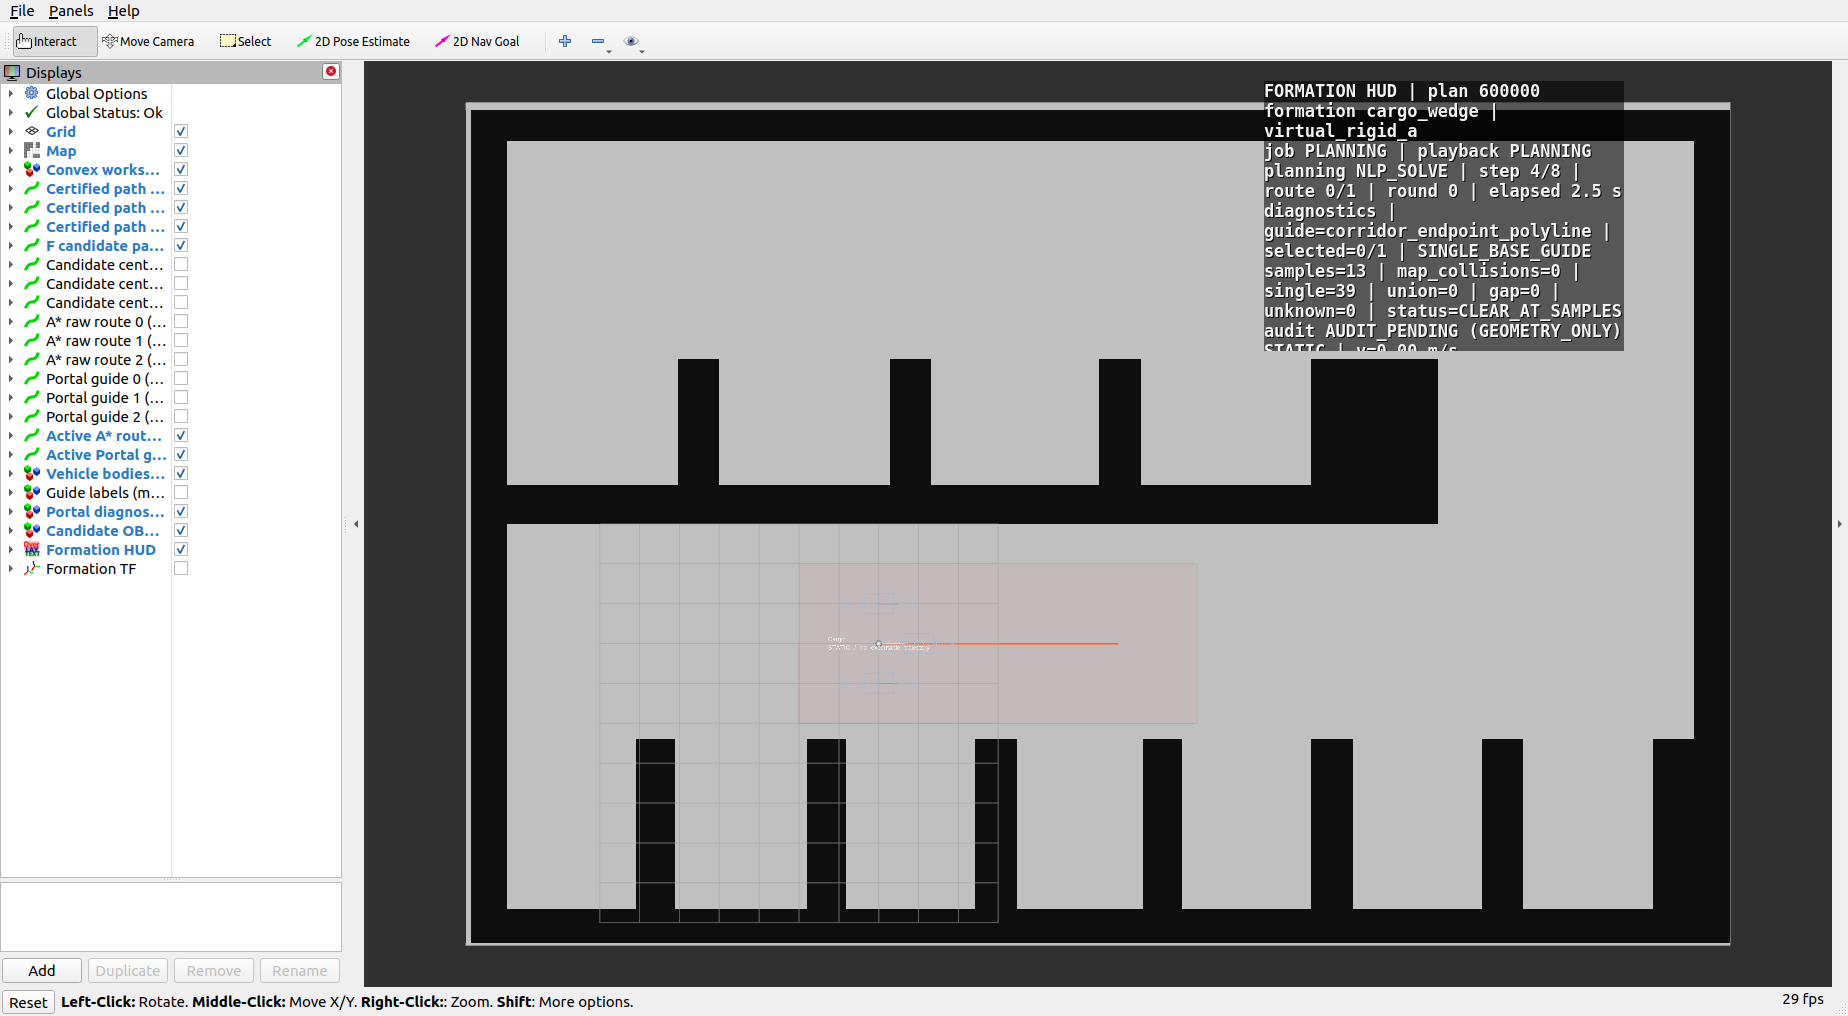 File Panels Help
Interact Move Camera Select 2D Pose Estimate 2D Nav Goal
Displays
Global Options
Global Status: Ok
Grid
Map
Convex works...
Certified path ...
Certified path ...
Certified path ...
F candidate pa...
Candidate cent...
Candidate cent...
Candidate cent...
A* raw route 0 (...
A* raw route 1 (...
A* raw route 2 (...
Portal guide 0 (...
Portal guide 1 (...
Portal guide 2 (...
Active A* rout...
Active Portal g...
Vehicle bodies...
Guide labels (m...
Portal diagnos...
Candidate OB...
Formation HUD
Formation TF
Add Duplicate Remove Rename
FORMATION HUD | plan 600000
formation cargo_wedge |
virtual_rigid_a
job PLANNING | playback PLANNING
planning NLP_SOLVE | step 4/8 |
route 0/1 | round 0 | elapsed 2.5 s
diagnostics |
guide=corridor_endpoint_polyline |
selected=0/1 | SINGLE_BASE_GUIDE
samples=13 | map_collisions=0 |
single=39 | union=0 | gap=0 |
unknown=0 | status=CLEAR_AT_SAMPLES
audit AUDIT_PENDING (GEOMETRY_ONLY)
STATIC | v=0.00 m/s
Cargo
STATIC /
Reset Left-Click: Rotate. Middle-Click: Move X/Y. Right-Click:: Zoom. Shift: More options.
29 fps